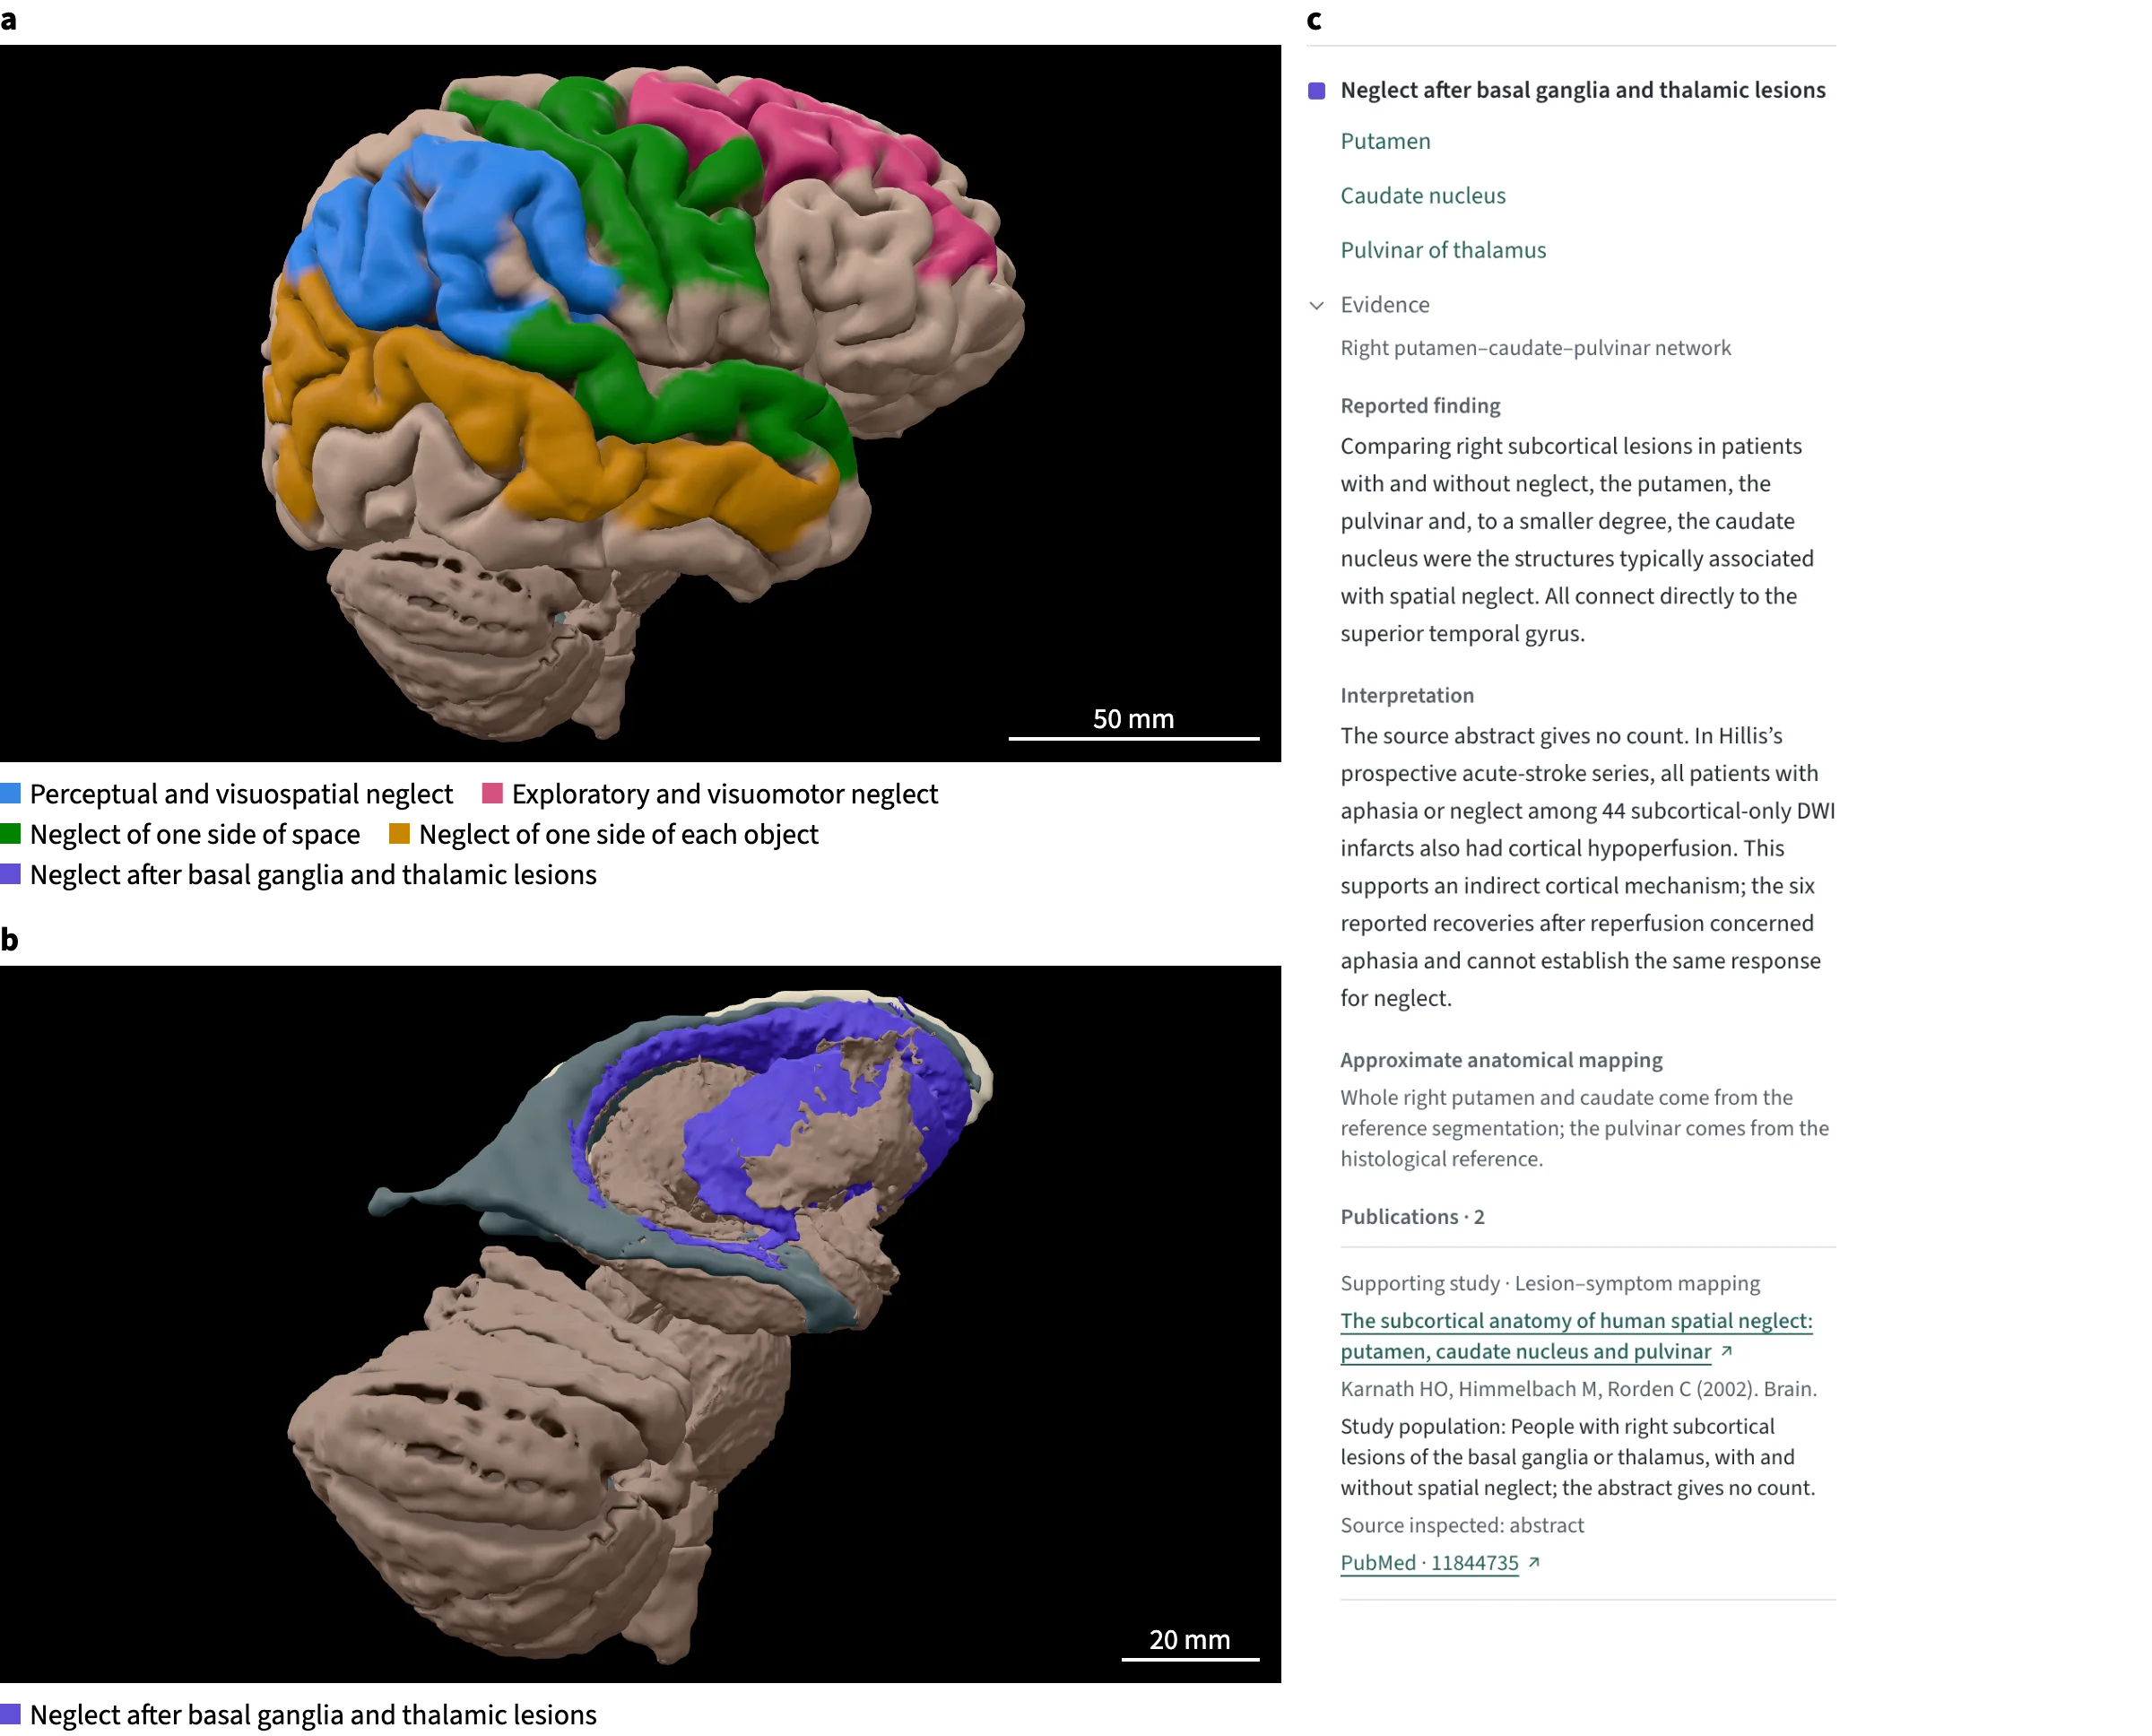 a
50 mm
Perceptual and visuospatial neglect
Exploratory and visuomotor neglect
Neglect of one side of space
Neglect of one side of each object
Neglect after basal ganglia and thalamic lesions
b
20 mm
Neglect after basal ganglia and thalamic lesions
c
Neglect after basal ganglia and thalamic lesions
Putamen
Caudate nucleus
Pulvinar of thalamus
Evidence
Right putamen–caudate–pulvinar network
Reported finding
Comparing right subcortical lesions in patients
with and without neglect, the putamen, the
pulvinar and, to a smaller degree, the caudate
nucleus were the structures typically associated
with spatial neglect. All connect directly to the
superior temporal gyrus.
Interpretation
The source abstract gives no count. In Hillis’s
prospective acute-stroke series, all patients with
aphasia or neglect among 44 subcortical-only DWI
infarcts also had cortical hypoperfusion. This
supports an indirect cortical mechanism; the six
reported recoveries after reperfusion concerned
aphasia and cannot establish the same response
for neglect.
Approximate anatomical mapping
Whole right putamen and caudate come from the
reference segmentation; the pulvinar comes from the
histological reference.
Publications · 2
Supporting study · Lesion–symptom mapping
The subcortical anatomy of human spatial neglect:
putamen, caudate nucleus and pulvinar ↗
Karnath HO, Himmelbach M, Rorden C (2002). Brain.
Study population: People with right subcortical
lesions of the basal ganglia or thalamus, with and
without spatial neglect; the abstract gives no count.
Source inspected: abstract
PubMed · 11844735 ↗